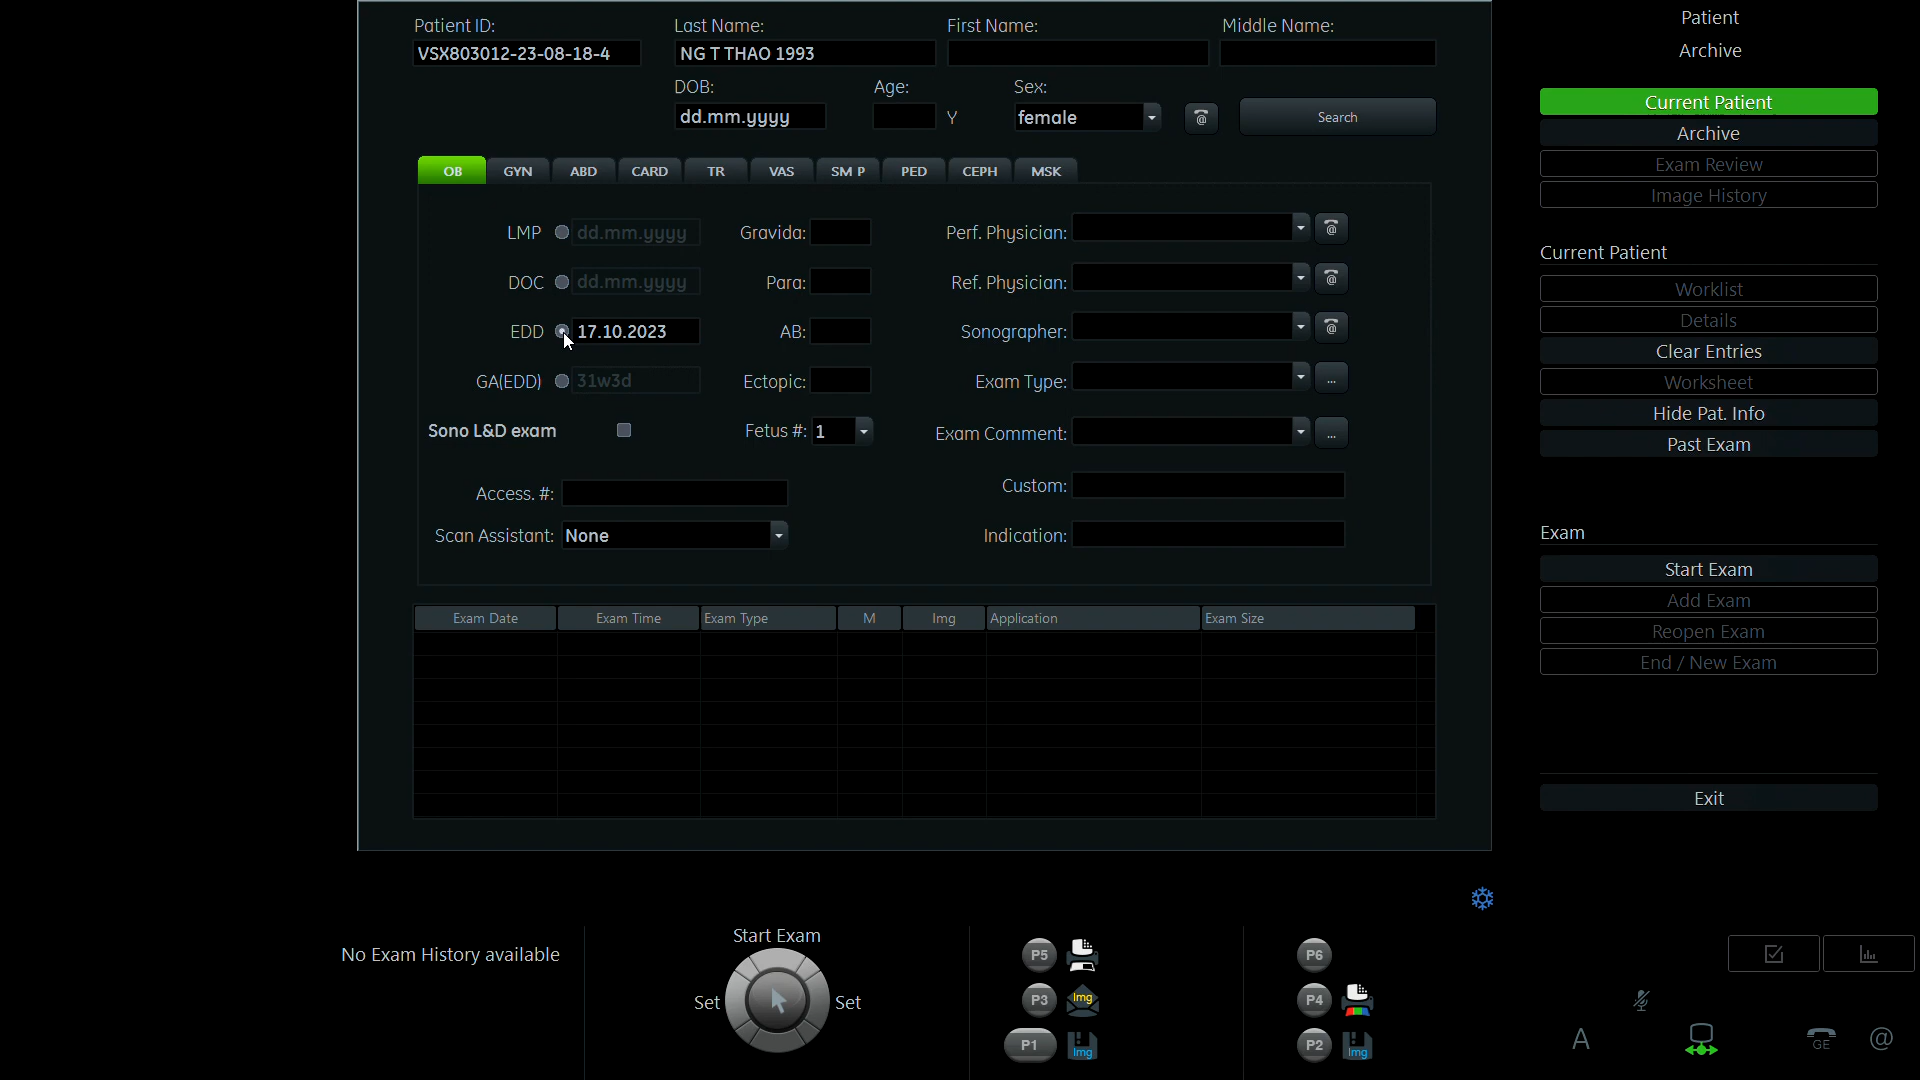 Patient ID: Last Name: First Name: Middle Name:
VSX803012-23-08-18-4 NG T THAO 1993
DOB: Age: Sex:
dd.mm.yyyy Y female @ Search
OB GYN ABD CARD TR VAS SM P PED CEPH MSK
LMP dd.mm.yyyy Gravida: Perf. Physician: @
DOC dd.mm.yyyy Para: Ref. Physician: @
EDD 17.10.2023 AB: Sonographer: @
GA(EDD) 31w3d Ectopic: Exam Type: ...
Sono L&D exam Fetus #: 1 Exam Comment: ...
Access. #: Custom:
Scan Assistant: None Indication:
Exam Date Exam Time Exam Type M Img Application Exam Size
Patient
Archive
Current Patient
Archive
Exam Review
Image History
Current Patient
Worklist
Details
Clear Entries
Worksheet
Hide Pat. Info
Past Exam
Exam
Start Exam
Add Exam
Reopen Exam
End / New Exam
Exit
No Exam History available
Start Exam
Set Set
P5 P6
P3 Img P4
P1 Img P2 Img
A GE @